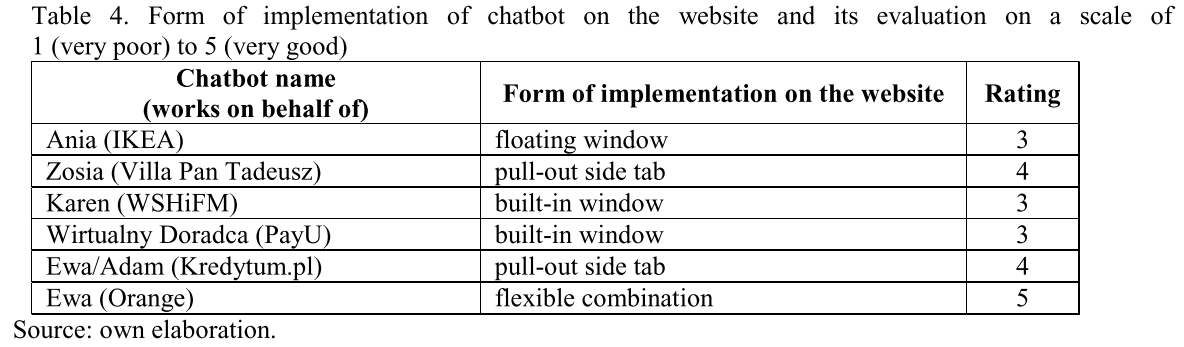 Table 4. Form of implementation of chatbot on the website and its evaluation on a scale of
1 (very poor) to 5 (very good)
Chatbot name
(works on behalf of) Form of implementation on the website Rating
Ania (IKEA) floating window 3
Zosia (Villa Pan Tadeusz) pull-out side tab 4
Karen (WSHiFM) built-in window 3
Wirtualny Doradca (PayU) built-in window 3
Ewa/Adam (Kredytum.pl) pull-out side tab 4
Ewa (Orange) flexible combination 5
Source: own elaboration.